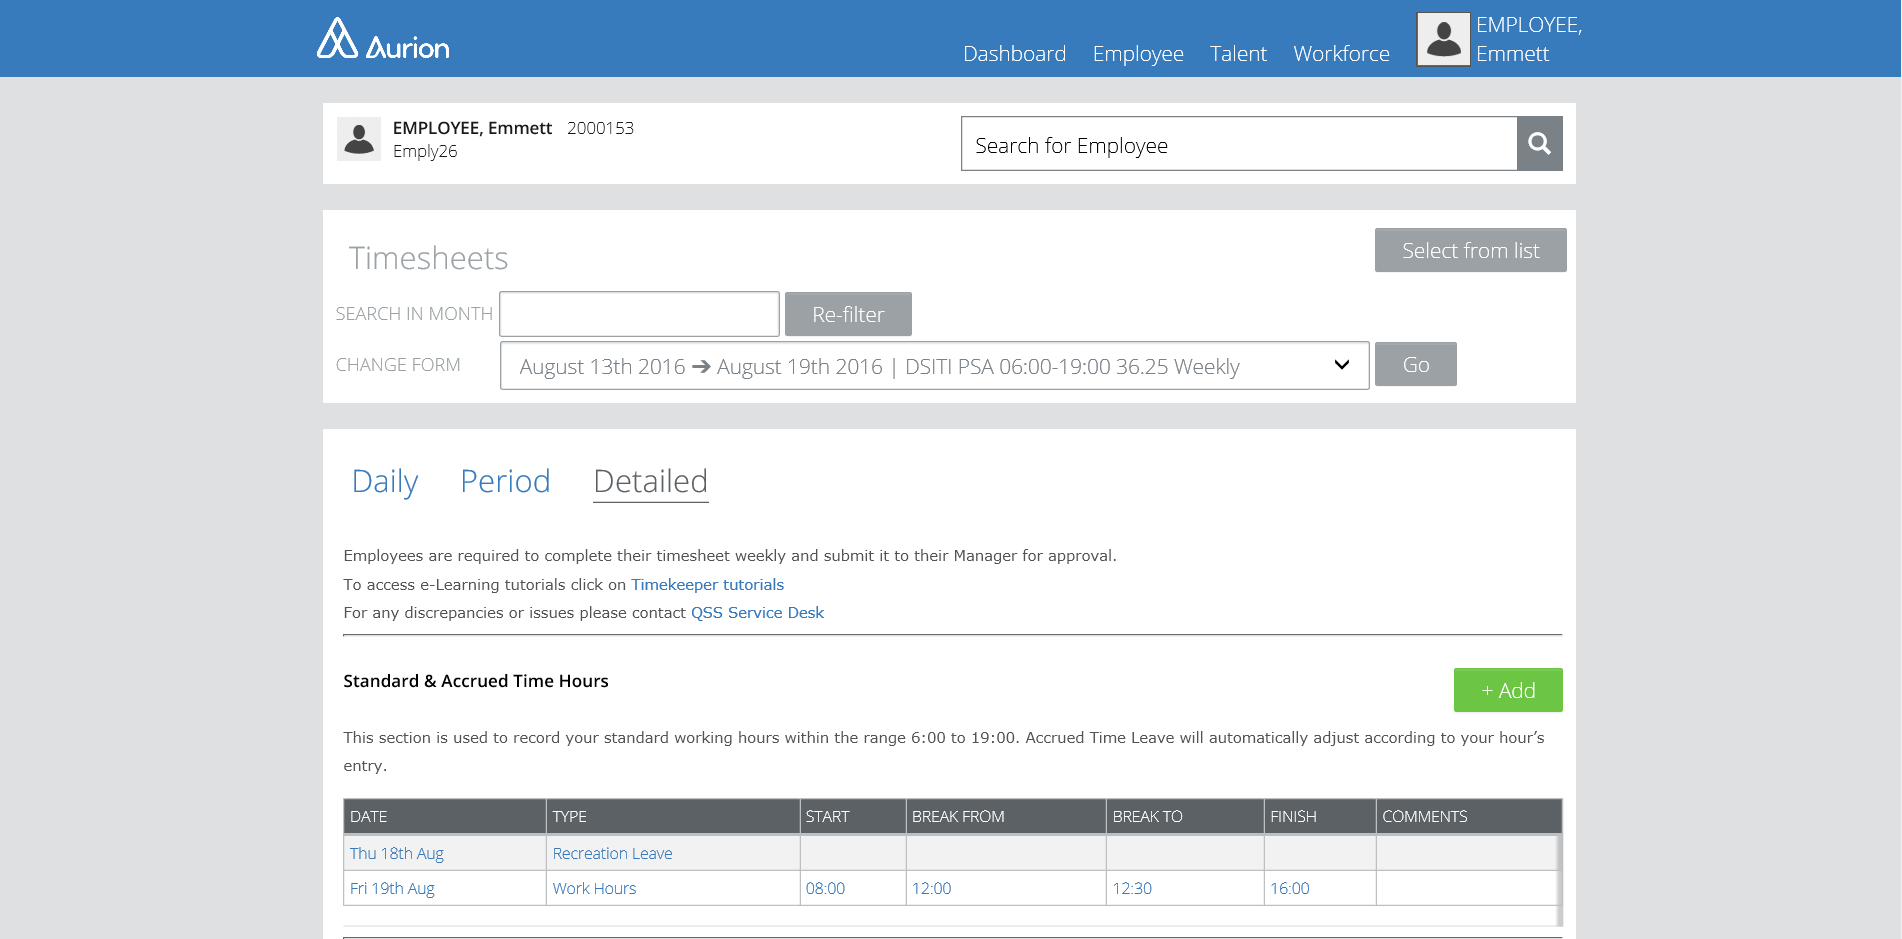 Aurion
Dashboard Employee Talent Workforce
EMPLOYEE,
Emmett
EMPLOYEE, Emmett 2000153
Emply26
Search for Employee
Timesheets
Select from list
SEARCH IN MONTH Re-filter
CHANGE FORM August 13th 2016 ➔ August 19th 2016 | DSITI PSA 06:00-19:00 36.25 Weekly Go
Daily Period Detailed
Employees are required to complete their timesheet weekly and submit it to their Manager for approval.
To access e-Learning tutorials click on Timekeeper tutorials
For any discrepancies or issues please contact QSS Service Desk
Standard & Accrued Time Hours
+ Add
This section is used to record your standard working hours within the range 6:00 to 19:00. Accrued Time Leave will automatically adjust according to your hour’s
entry.
DATE TYPE START BREAK FROM BREAK TO FINISH COMMENTS
Thu 18th Aug Recreation Leave
Fri 19th Aug Work Hours 08:00 12:00 12:30 16:00